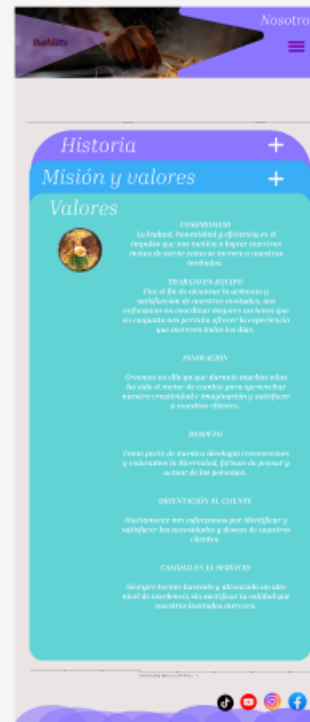 Nosotro
SushiItto
Historia
Misión y valores
Valores
COMPROMISO
La lealtad, honestidad y eficiencia es el
impulso que nos motiva a lograr nuestras
metas de servir como se merece a nuestros
invitados.
TRABAJO EN EQUIPO
Con el fin de alcanzar la armonía y
satisfacción de nuestros invitados, nos
enfocamos en coordinar mejores acciones que
en conjunto nos permita ofrecer la experiencia
que merecen todos los días.
INNOVACIÓN
Creemos en ella ya que durante muchos años
ha sido el motor de cambio para aprovechar
nuestra creatividad e imaginación y satisfacer
a nuestros clientes.
RESPETO
Como parte de nuestra ideología reconocemos
y valoramos la diversidad, formas de pensar y
actuar de las personas.
ORIENTACIÓN AL CLIENTE
Diariamente nos esforzamos por identificar y
satisfacer las necesidades y deseos de nuestros
clientes.
CALIDAD EN EL SERVICIO
Siempre hemos buscado y alcanzado un alto
nivel de excelencia sin sacrificar la calidad que
nuestros invitados merecen.